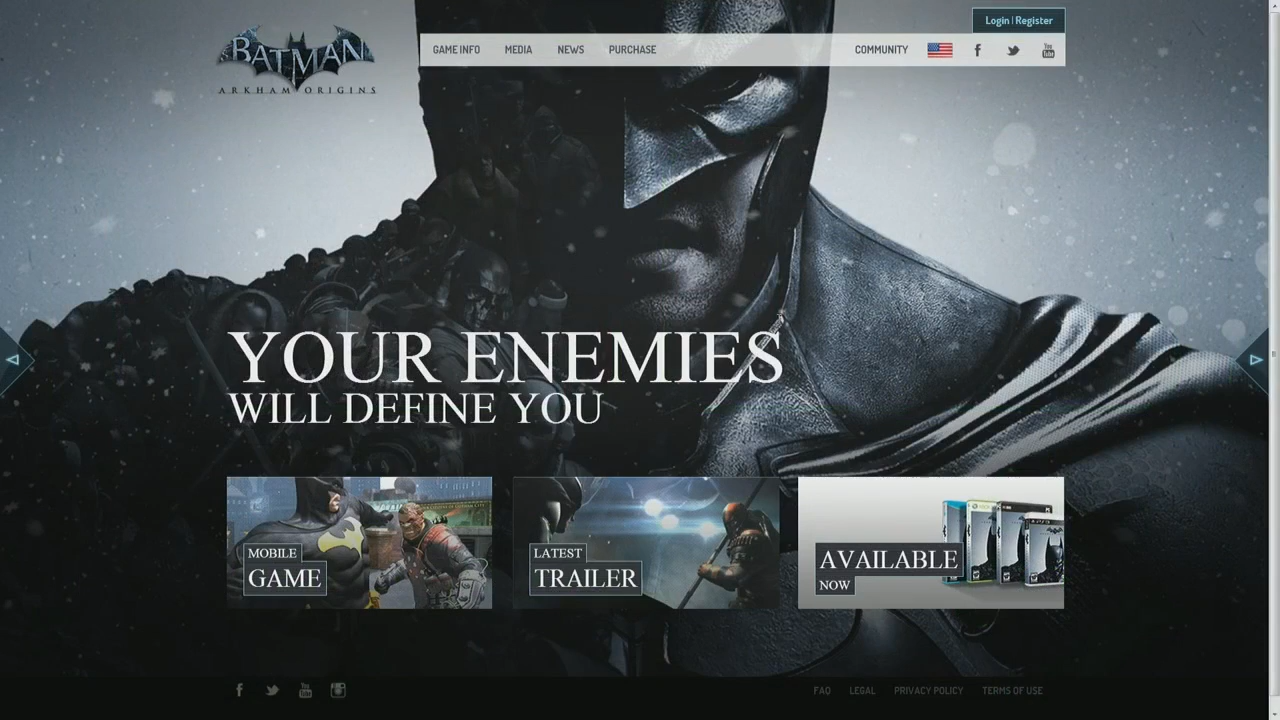 Login | Register
BATMAN
ARKHAM ORIGINS
GAME INFO MEDIA NEWS PURCHASE COMMUNITY
YOUR ENEMIES
WILL DEFINE YOU
MOBILE
GAME
LATEST
TRAILER
AVAILABLE
NOW
FAQ LEGAL PRIVACY POLICY TERMS OF USE